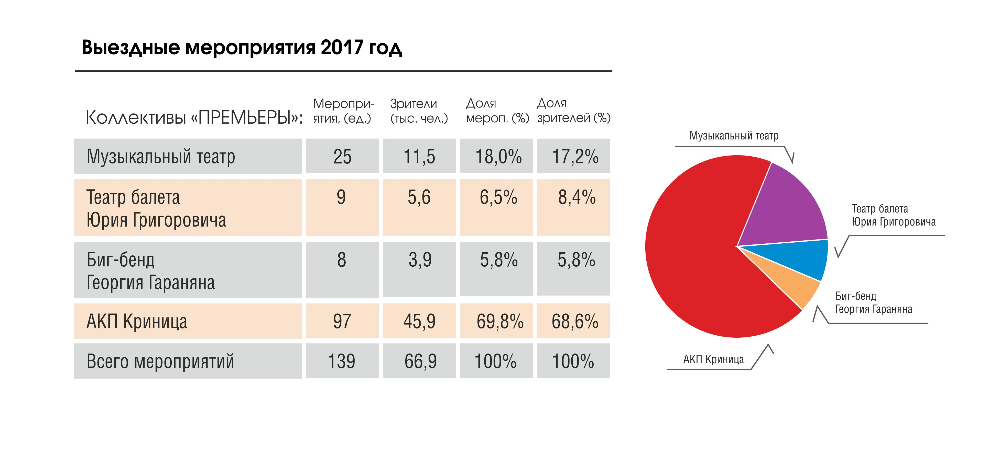 Выездные мероприятия 2017 год
Коллективы «ПРЕМЬЕРЫ»:
Меропри-
ятия, (ед.)
Зрители
(тыс. чел.)
Доля
мероп. (%)
Доля
зрителей (%)
Музыкальный театр 25 11,5 18,0% 17,2%
Театр балета 9 5,6 6,5% 8,4%
Юрия Григоровича
Биг-бенд 8 3,9 5,8% 5,8%
Георгия Гараняна
АКП Криница 97 45,9 69,8% 68,6%
Всего мероприятий 139 66,9 100% 100%
Музыкальный театр
Театр балета
Юрия Григоровича
Биг-бенд
Георгия Гараняна
АКП Криница